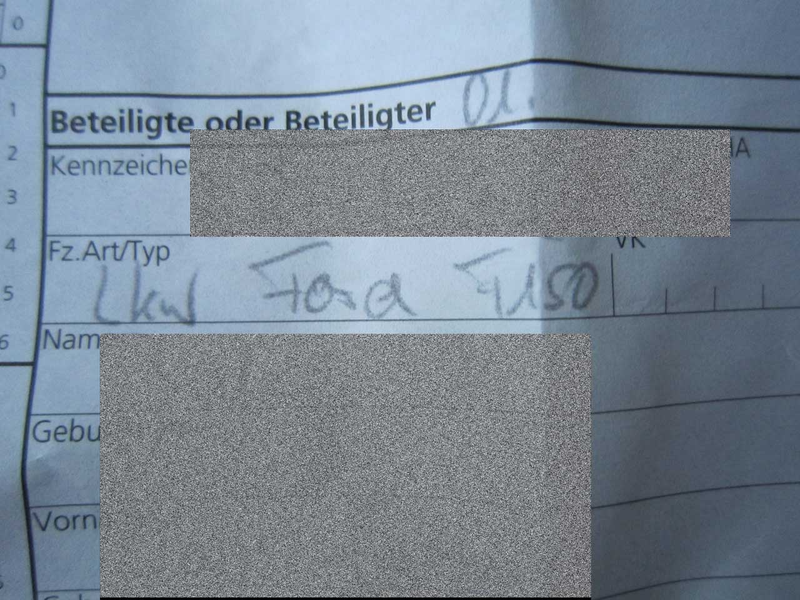 0
1
Beteiligte oder Beteiligter 01.
2
Kennzeiche
3
4
Fz.Art/Typ VK
5
Lkw Ford F150
6
Nam
Gebu
Vorn